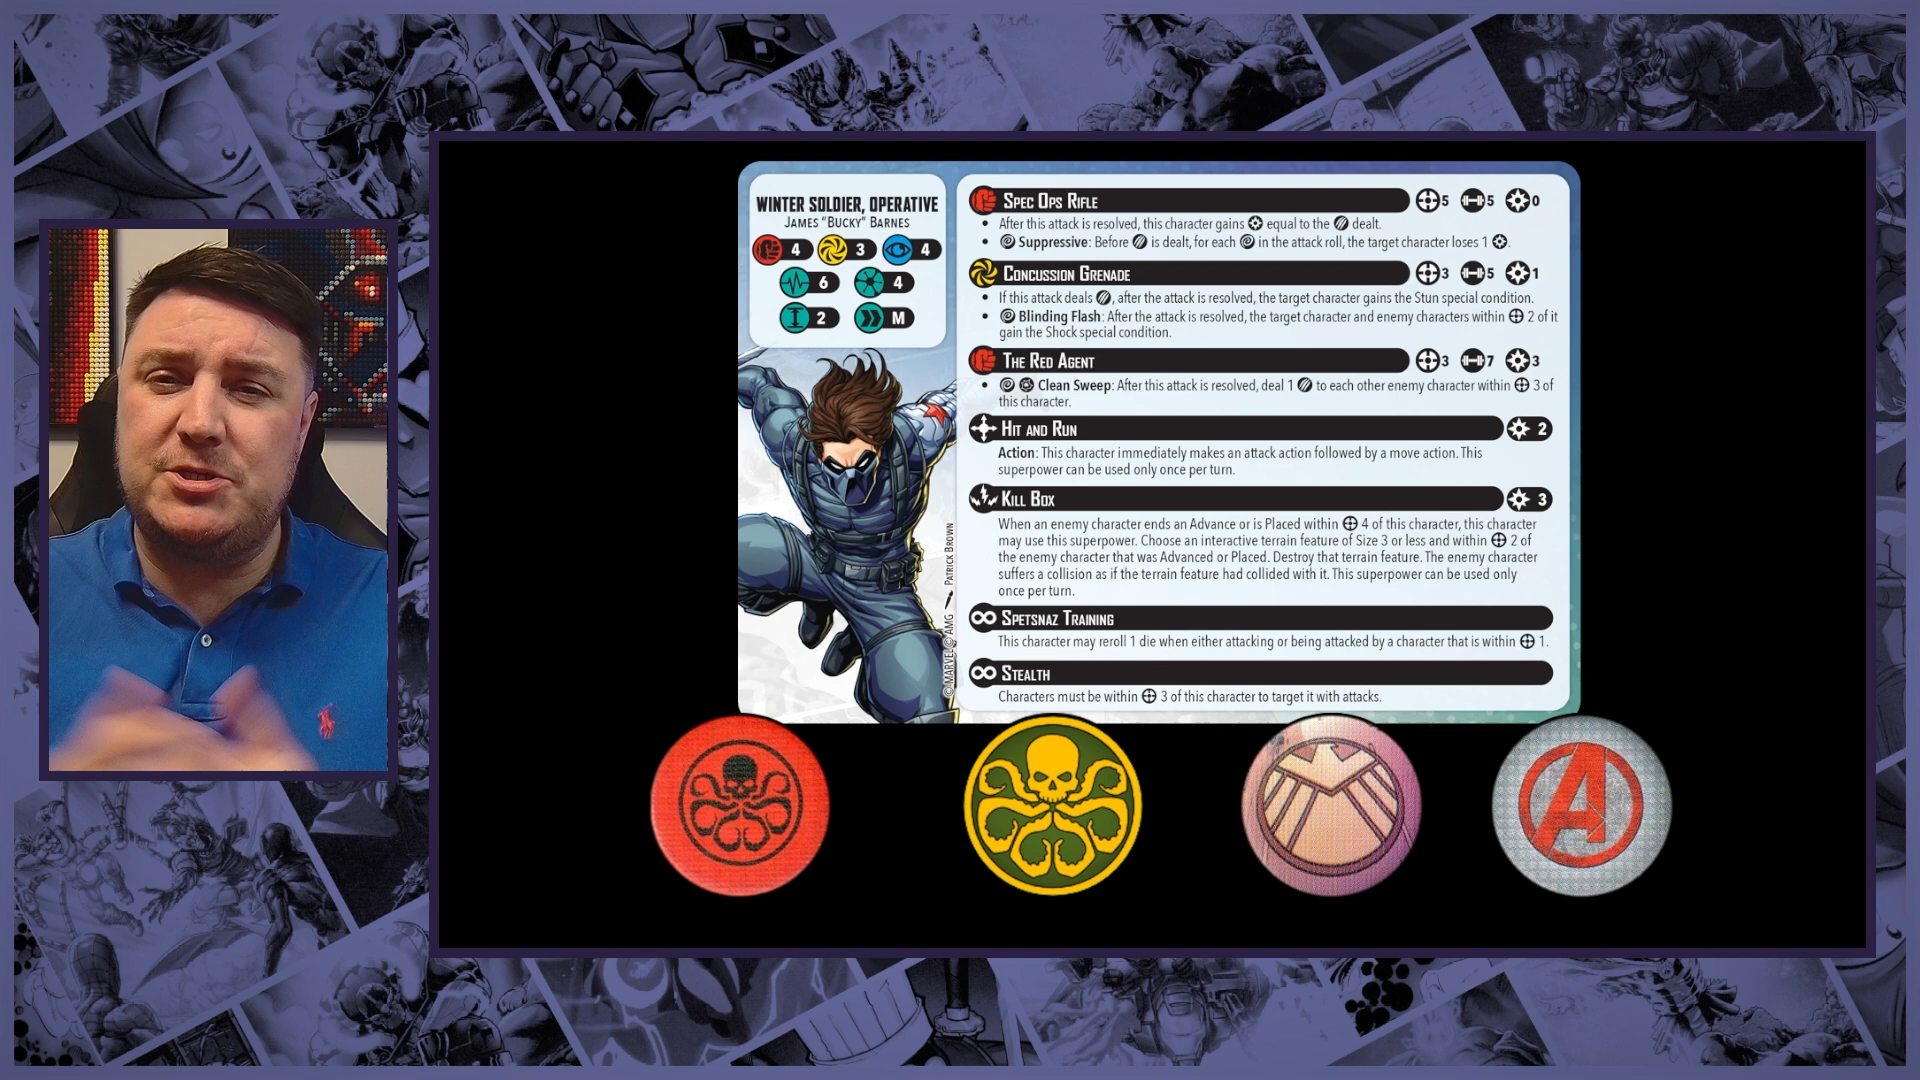 WINTER SOLDIER, OPERATIVE
JAMES "BUCKY" BARNES
4 3 4
6 4
2 M
© MARVEL © AMG PATRICK BROWN
SPEC OPS RIFLE 5 5 0
• After this attack is resolved, this character gains equal to the dealt.
• Suppressive: Before is dealt, for each in the attack roll, the target character loses 1 .
CONCUSSION GRENADE 3 5 1
• If this attack deals , after the attack is resolved, the target character gains the Stun special condition.
• Blinding Flash: After the attack is resolved, the target character and enemy characters within 2 of it
gain the Shock special condition.
THE RED AGENT 3 7 3
• Clean Sweep: After this attack is resolved, deal 1 to each other enemy character within 3 of
this character.
HIT AND RUN 2
Action: This character immediately makes an attack action followed by a move action. This
superpower can be used only once per turn.
KILL BOX 3
When an enemy character ends an Advance or is Placed within 4 of this character, this character
may use this superpower. Choose an interactive terrain feature of Size 3 or less and within 2 of
the enemy character that was Advanced or Placed. Destroy that terrain feature. The enemy character
suffers a collision as if the terrain feature had collided with it. This superpower can be used only
once per turn.
SPETSNAZ TRAINING
This character may reroll 1 die when either attacking or being attacked by a character that is within 1.
STEALTH
Characters must be within 3 of this character to target it with attacks.